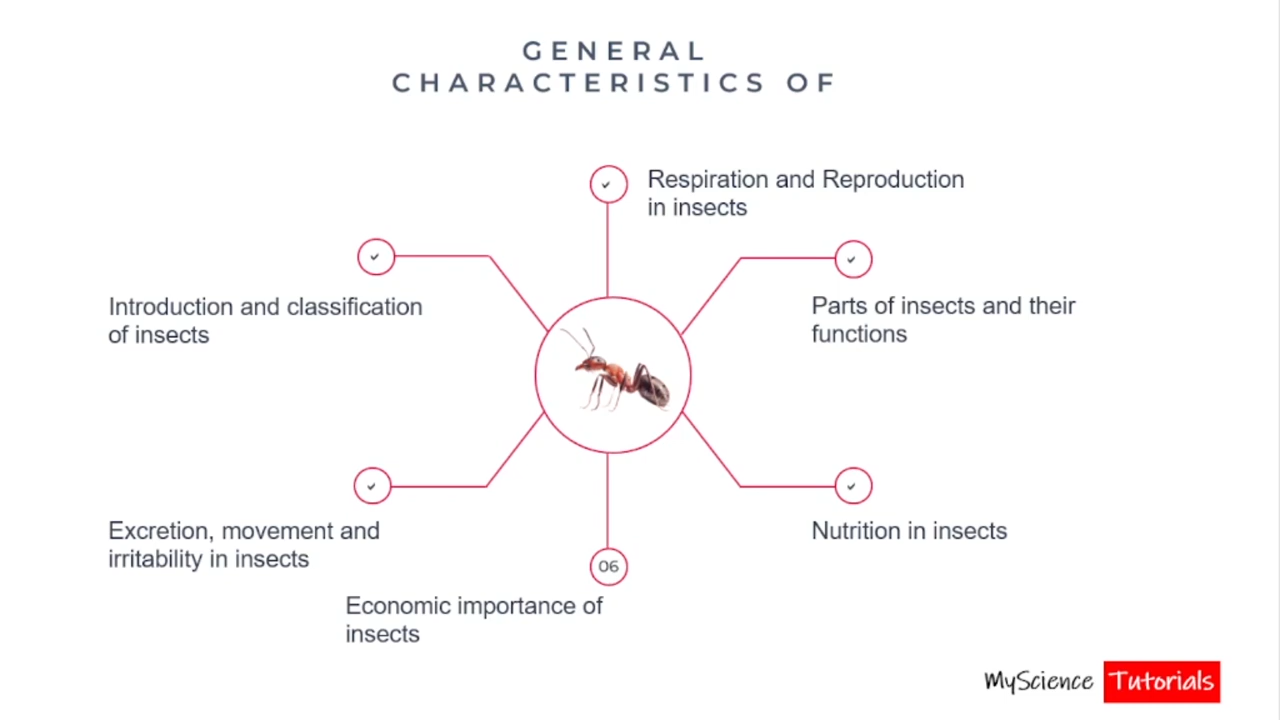 GENERAL
CHARACTERISTICS OF
Respiration and Reproduction
in insects
Introduction and classification
of insects
Parts of insects and their
functions
Excretion, movement and
irritability in insects
Nutrition in insects
06
Economic importance of
insects
MyScience Tutorials